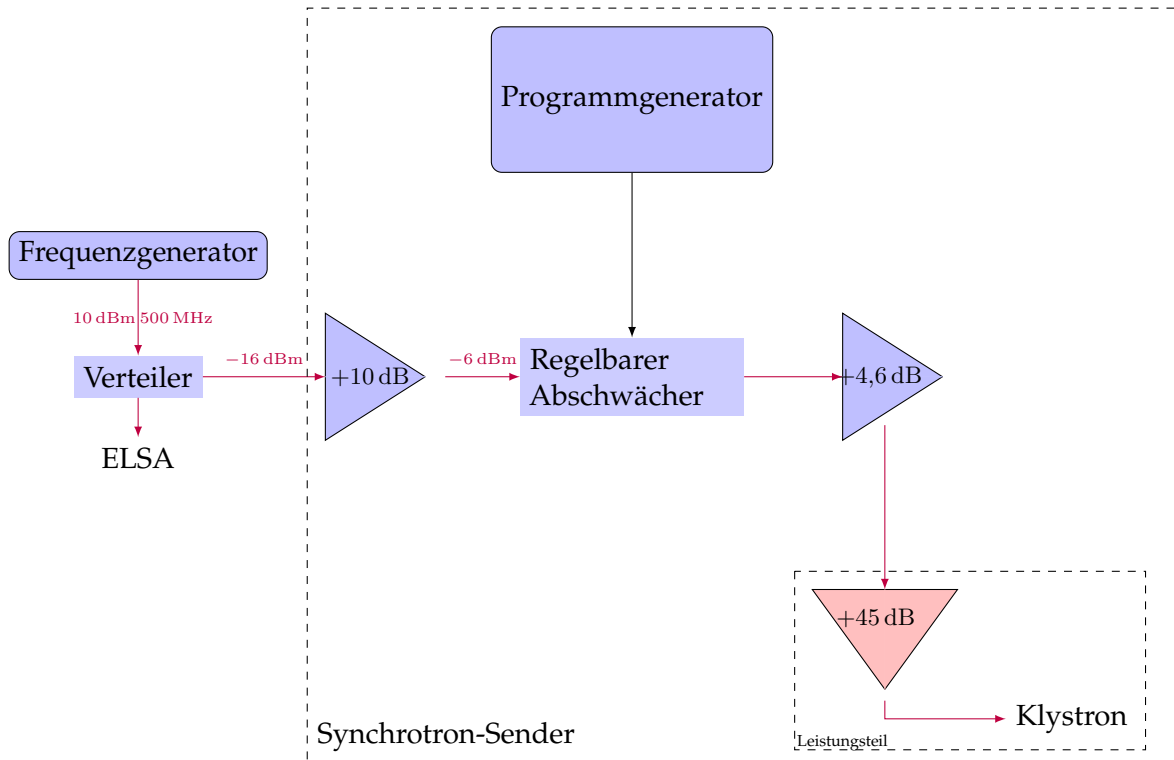 Programmgenerator
Frequenzgenerator
10 dBm 500 MHz
Verteiler
−16 dBm
+10 dB
−6 dBm
Regelbarer
Abschwächer
+4,6 dB
ELSA
+45 dB
Klystron
Leistungsteil
Synchrotron-Sender